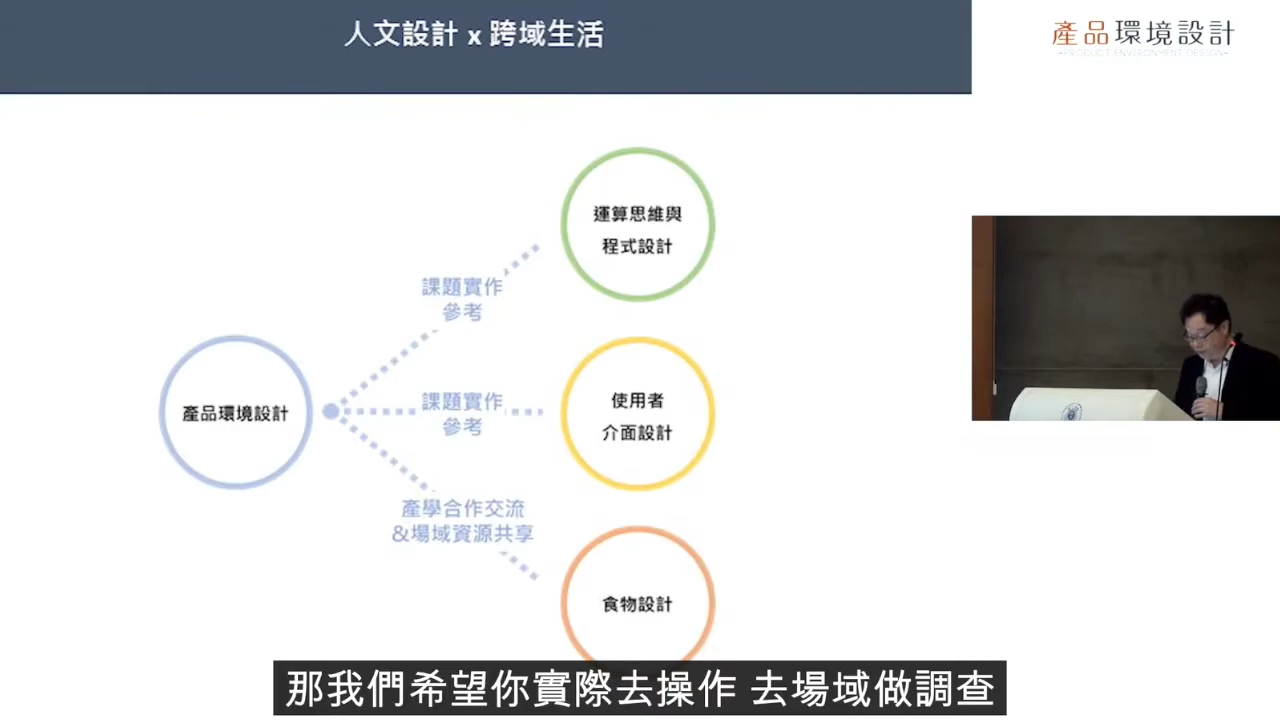 人文設計 x 跨域生活
產品環境設計
PRODUCT ENVIRONMENT DESIGN
運算思維與
程式設計
課題實作
參考
產品環境設計
課題實作
參考
使用者
介面設計
產學合作交流
&場域資源共享
食物設計
那我們希望你實際去操作 去場域做調查